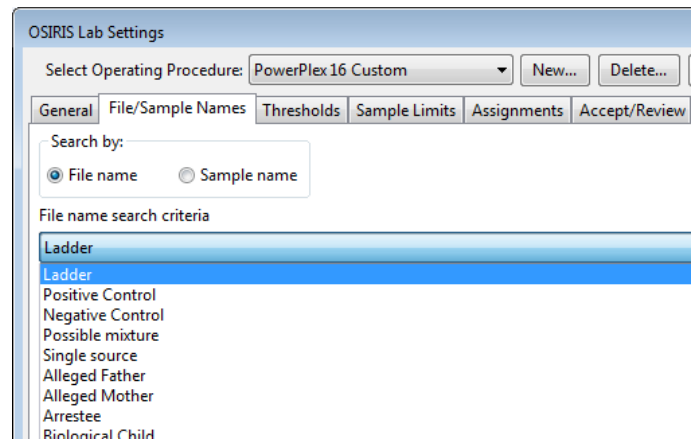 OSIRIS Lab Settings
Select Operating Procedure: PowerPlex 16 Custom New... Delete...
General File/Sample Names Thresholds Sample Limits Assignments Accept/Review
Search by:
File name Sample name
File name search criteria
Ladder
Ladder
Positive Control
Negative Control
Possible mixture
Single source
Alleged Father
Alleged Mother
Arrestee
Biological Child